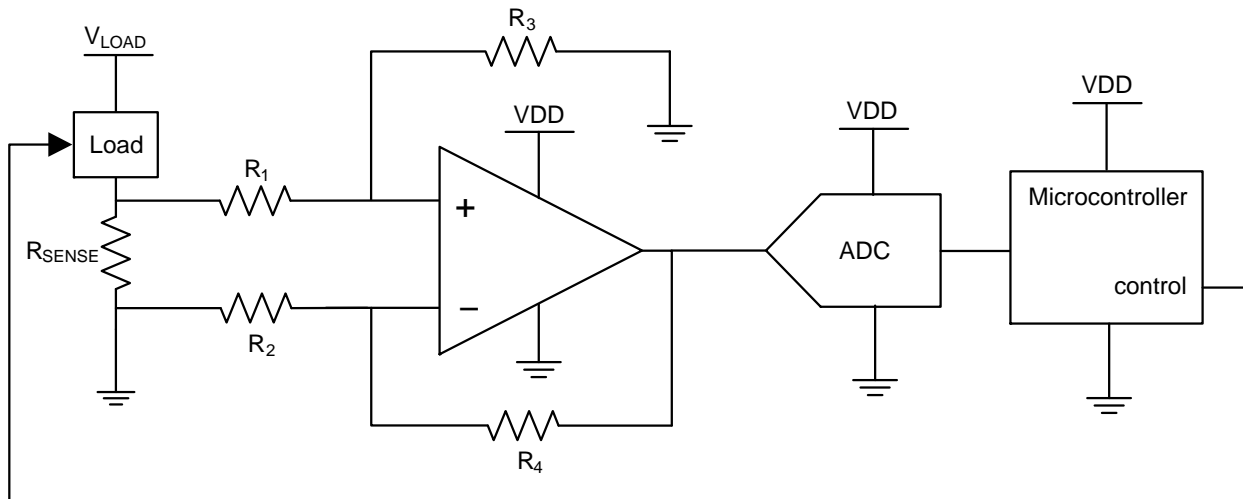 R3
VLOAD
VDD
VDD
VDD
Load
R1
Microcontroller
+
RSENSE
ADC
control
−
R2
R4